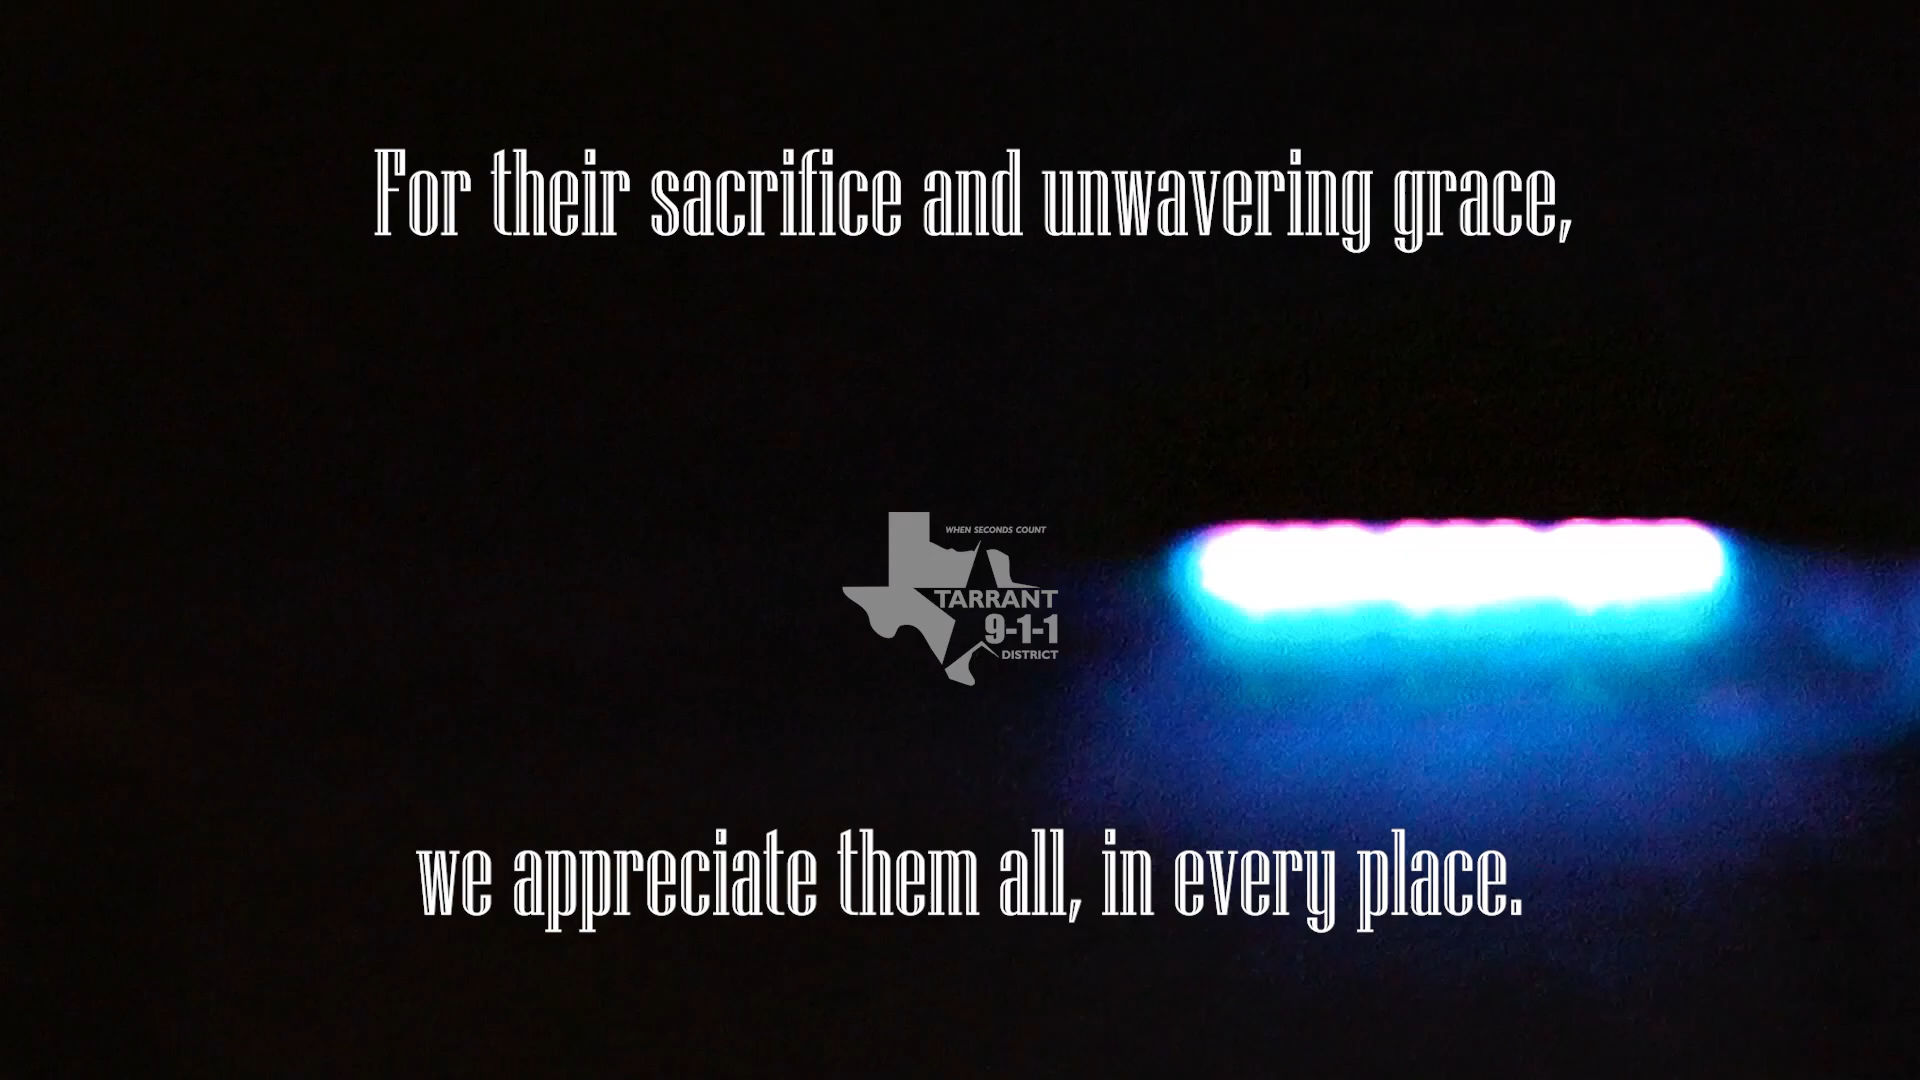 For their sacrifice and unwavering grace,
WHEN SECONDS COUNT
TARRANT
9-1-1
DISTRICT
we appreciate them all, in every place.